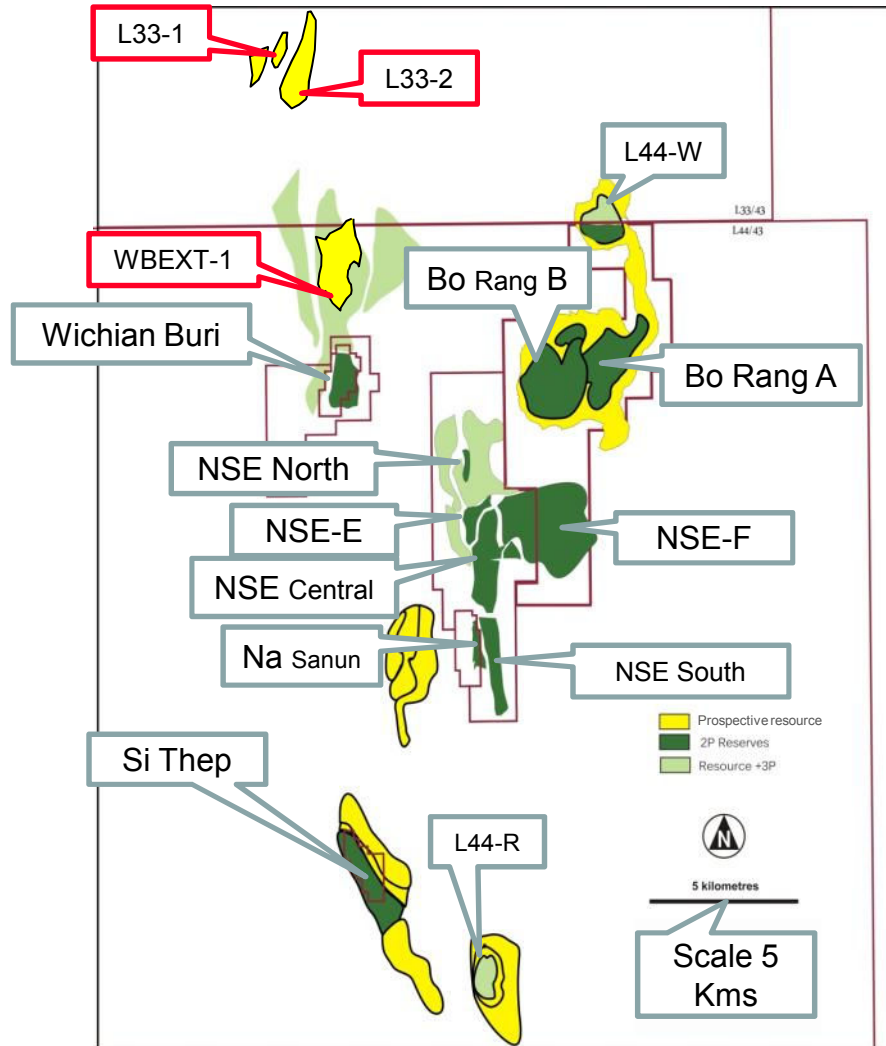 L33-1
L33-2
L44-W
L33/43
L44/43
WBEXT-1
Bo Rang B
Wichian Buri
Bo Rang A
NSE North
NSE-E
NSE-F
NSE Central
Na Sanun
NSE South
Prospective resource
2P Reserves
Resource +3P
Si Thep
N
L44-R
5 kilometres
Scale 5
Kms